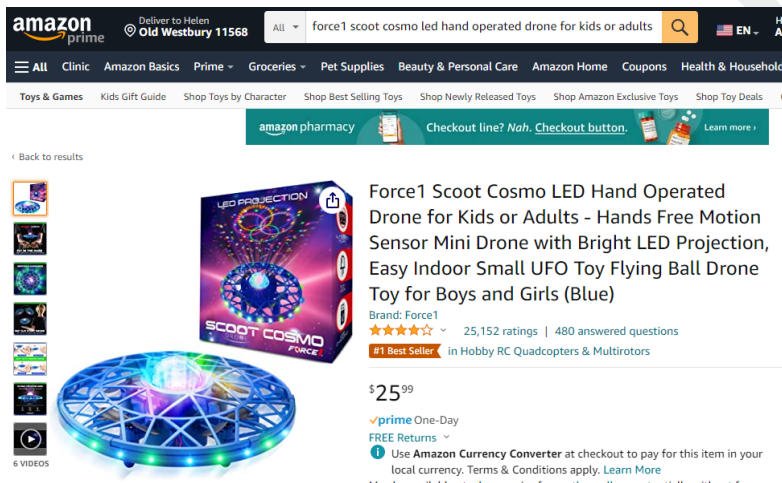 amazon
prime
Deliver to Helen
Old Westbury 11568
All
force1 scoot cosmo led hand operated drone for kids or adults
EN
All Clinic Amazon Basics Prime Groceries Pet Supplies Beauty & Personal Care Amazon Home Coupons Health & Household
Toys & Games Kids Gift Guide Shop Toys by Character Shop Best Selling Toys Shop Newly Released Toys Shop Amazon Exclusive Toys Shop Toy Deals
amazon pharmacy Checkout line? Nah. Checkout button. Learn more ›
‹ Back to results
LED PROJECTION
SCOOT COSMO
FORCE1
6 VIDEOS
Force1 Scoot Cosmo LED Hand Operated
Drone for Kids or Adults - Hands Free Motion
Sensor Mini Drone with Bright LED Projection,
Easy Indoor Small UFO Toy Flying Ball Drone
Toy for Boys and Girls (Blue)
Brand: Force1
25,152 ratings | 480 answered questions
#1 Best Seller in Hobby RC Quadcopters & Multirotors
$25.99
prime One-Day
FREE Returns
Use Amazon Currency Converter at checkout to pay for this item in your
local currency. Terms & Conditions apply. Learn More